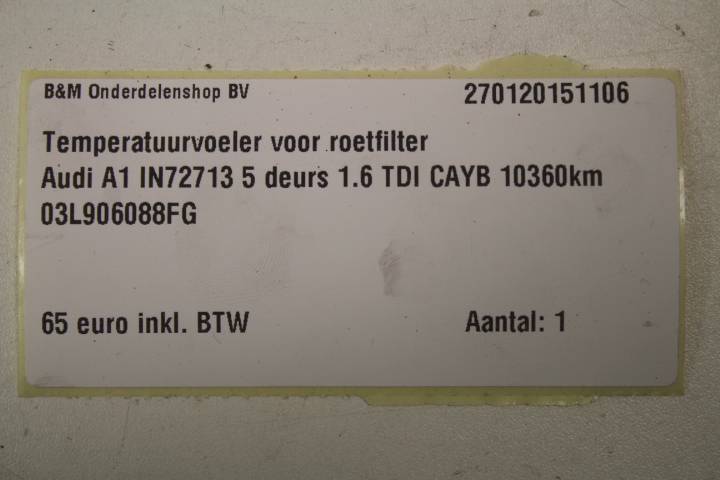 B&M Onderdelenshop BV 270120151106
Temperatuurvoeler voor roetfilter
Audi A1 IN72713 5 deurs 1.6 TDI CAYB 10360km
03L906088FG
65 euro inkl. BTW Aantal: 1